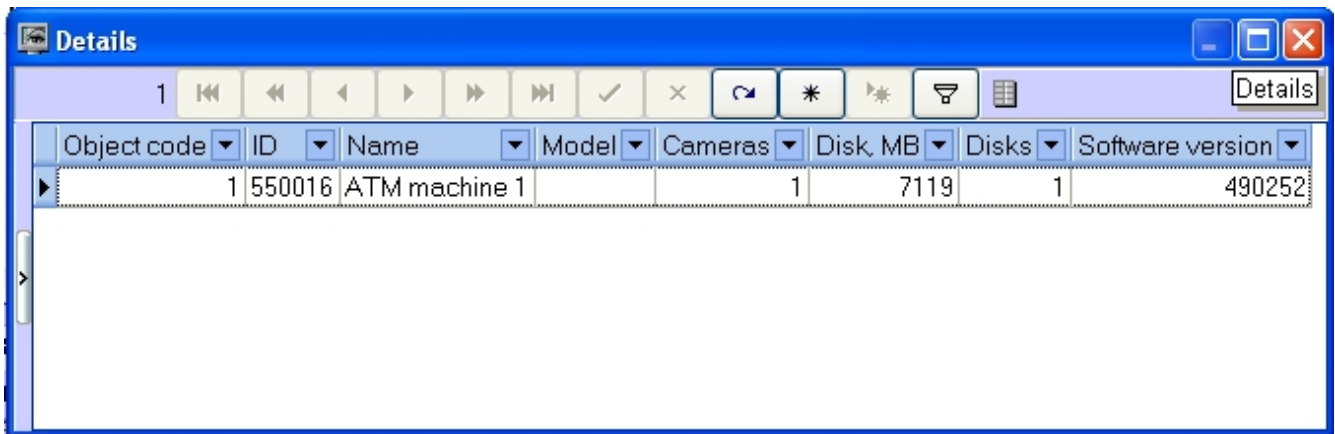 Details
1
Details
Object code ID Name Model Cameras Disk, MB Disks Software version
1 550016 ATM machine 1 1 7119 1 490252